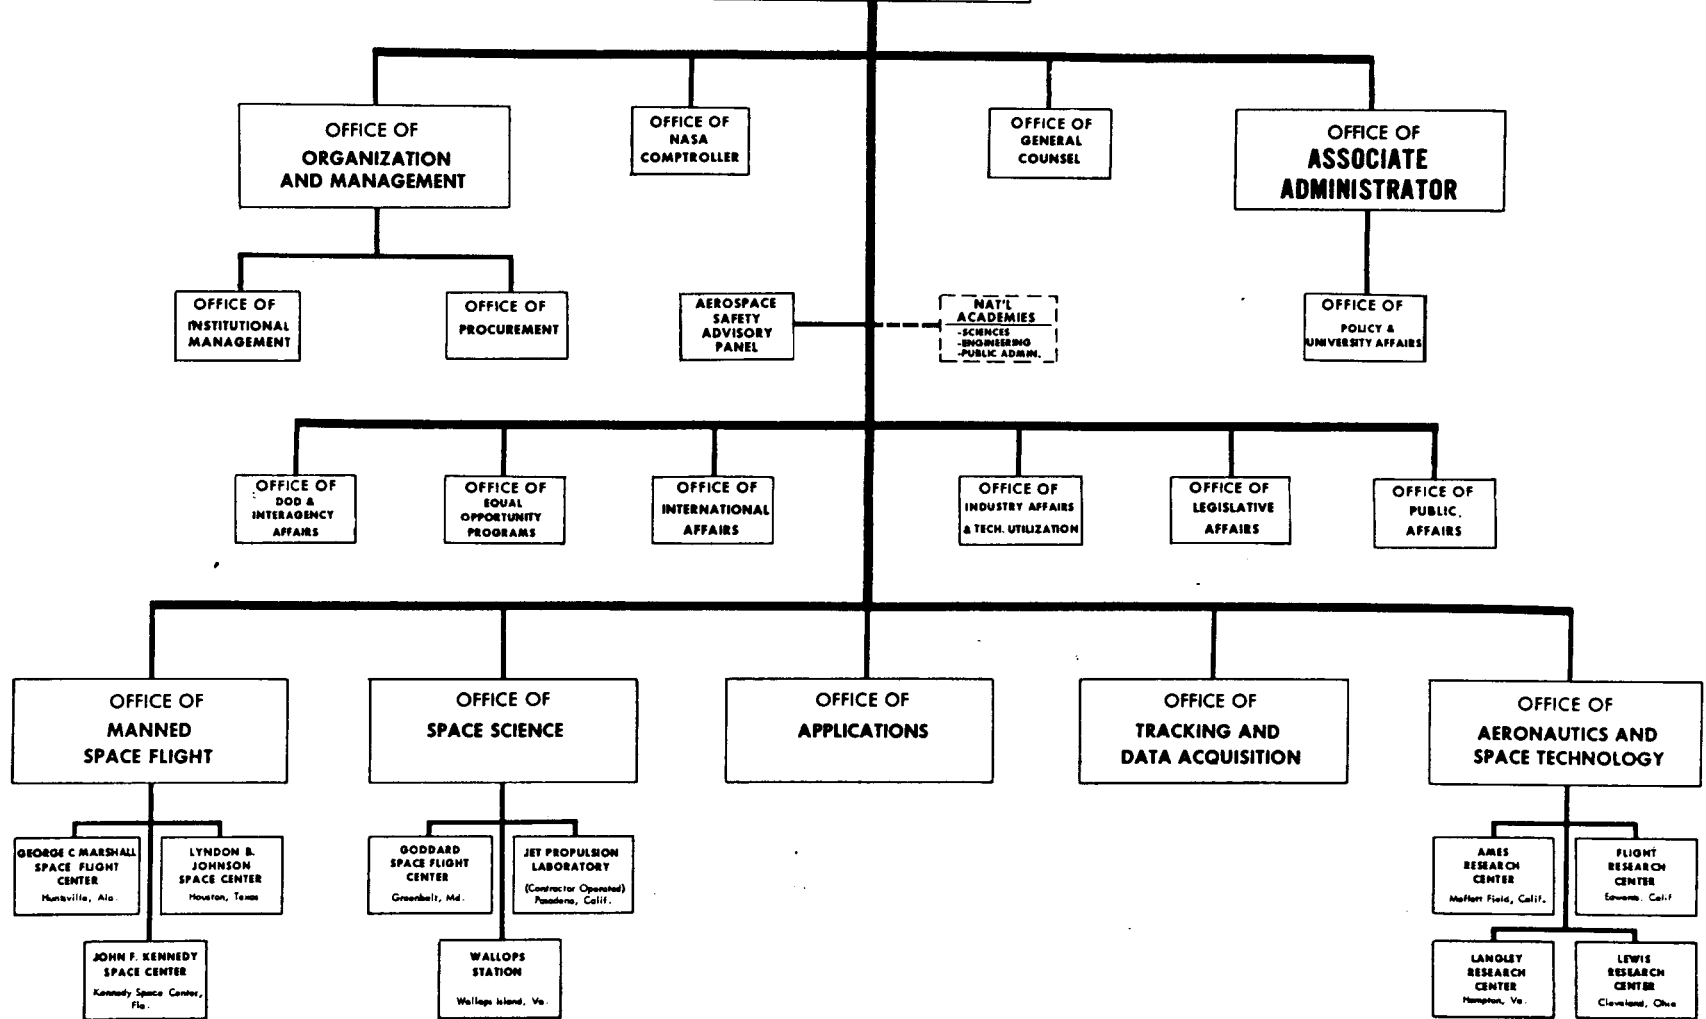 OFFICE OF
ORGANIZATION
AND MANAGEMENT
OFFICE OF
NASA
COMPTROLLER
OFFICE OF
GENERAL
COUNSEL
OFFICE OF
ASSOCIATE
ADMINISTRATOR
OFFICE OF
INSTITUTIONAL
MANAGEMENT
OFFICE OF
PROCUREMENT
AEROSPACE
SAFETY
ADVISORY
PANEL
NAT'L
ACADEMIES
-SCIENCES
-ENGINEERING
-PUBLIC ADMIN.
OFFICE OF
POLICY &
UNIVERSITY AFFAIRS
OFFICE OF
DOD &
INTERAGENCY
AFFAIRS
OFFICE OF
EQUAL
OPPORTUNITY
PROGRAMS
OFFICE OF
INTERNATIONAL
AFFAIRS
OFFICE OF
INDUSTRY AFFAIRS
& TECH. UTILIZATION
OFFICE OF
LEGISLATIVE
AFFAIRS
OFFICE OF
PUBLIC.
AFFAIRS
OFFICE OF
MANNED
SPACE FLIGHT
OFFICE OF
SPACE SCIENCE
OFFICE OF
APPLICATIONS
OFFICE OF
TRACKING AND
DATA ACQUISITION
OFFICE OF
AERONAUTICS AND
SPACE TECHNOLOGY
GEORGE C MARSHALL
SPACE FLIGHT
CENTER
Huntsville, Ala.
LYNDON B.
JOHNSON
SPACE CENTER
Houston, Texas
GODDARD
SPACE FLIGHT
CENTER
Greenbelt, Md.
JET PROPULSION
LABORATORY
(Contractor Operated)
Pasadena, Calif.
AMES
RESEARCH
CENTER
Moffett Field, Calif.
FLIGHT
RESEARCH
CENTER
Edwards, Calif
JOHN F. KENNEDY
SPACE CENTER
Kennedy Space Center,
Fla.
WALLOPS
STATION
Wallops Island, Va.
LANGLEY
RESEARCH
CENTER
Hampton, Va.
LEWIS
RESEARCH
CENTER
Cleveland, Ohio